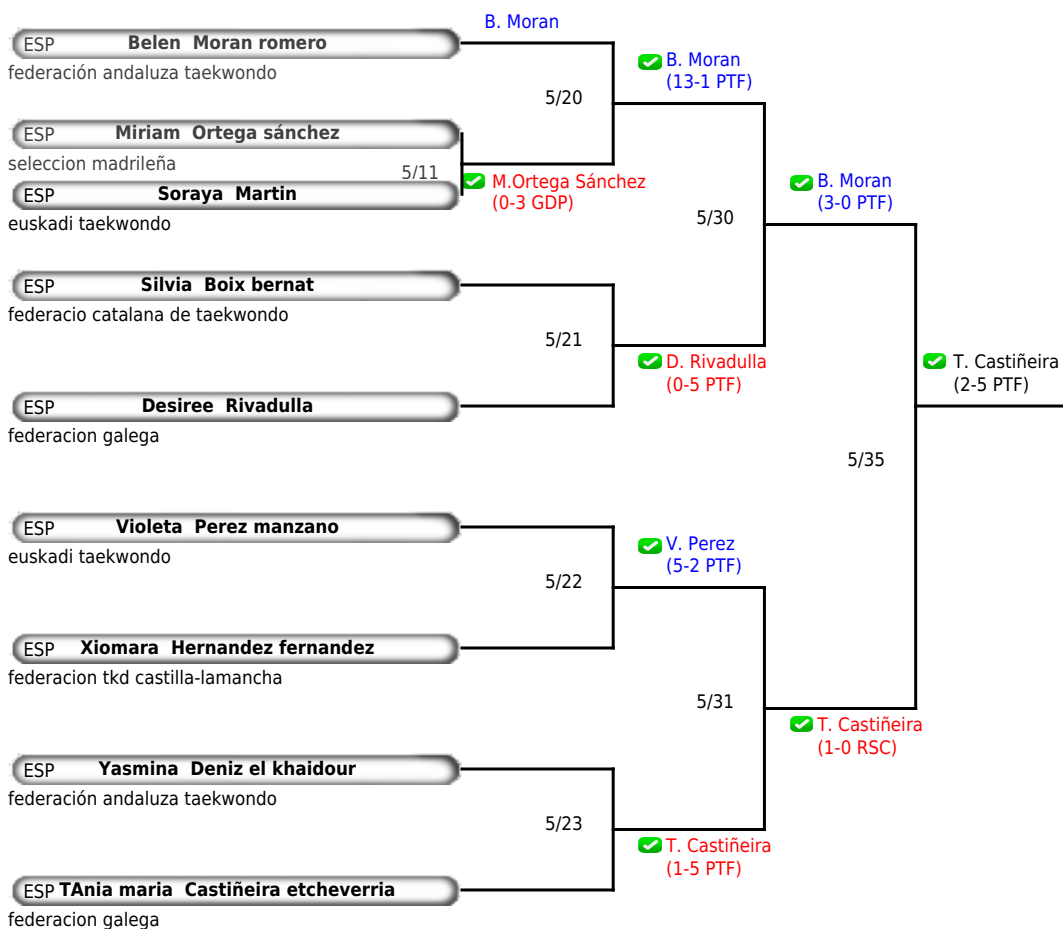 B. Moran
ESP Belen Moran romero
federación andaluza taekwondo
B. Moran
(13-1 PTF)
5/20
ESP Miriam Ortega sánchez
seleccion madrileña
5/11
M.Ortega Sánchez
(0-3 GDP)
ESP Soraya Martin
euskadi taekwondo
B. Moran
(3-0 PTF)
5/30
ESP Silvia Boix bernat
federacio catalana de taekwondo
5/21
D. Rivadulla
(0-5 PTF)
ESP Desiree Rivadulla
federacion galega
T. Castiñeira
(2-5 PTF)
5/35
ESP Violeta Perez manzano
euskadi taekwondo
V. Perez
(5-2 PTF)
5/22
ESP Xiomara Hernandez fernandez
federacion tkd castilla-lamancha
5/31
T. Castiñeira
(1-0 RSC)
ESP Yasmina Deniz el khaidour
federación andaluza taekwondo
5/23
T. Castiñeira
(1-5 PTF)
ESP TAnia maria Castiñeira etcheverria
federacion galega